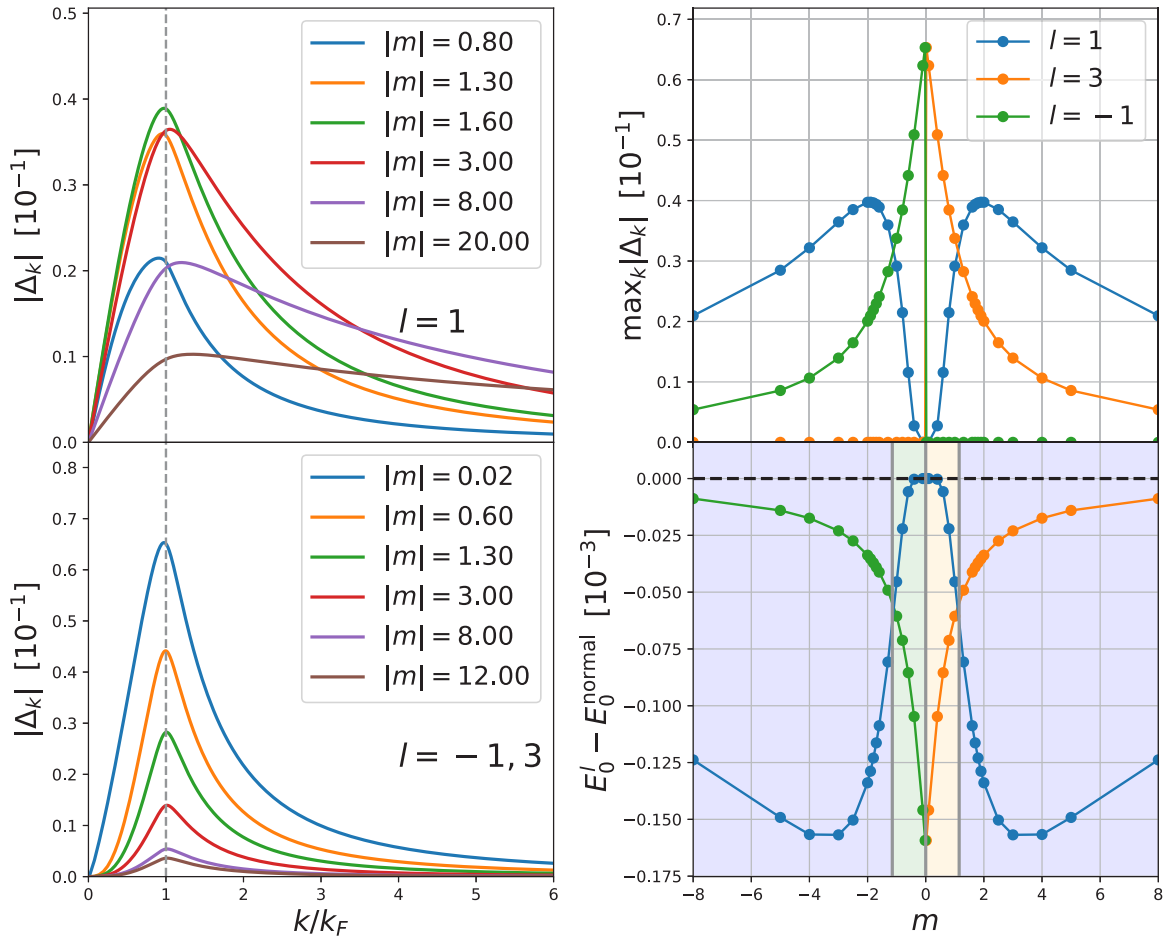 0.5
0.4
0.3
0.2
0.1
0.0
|Δ_k| [10⁻¹]
|m| = 0.80
|m| = 1.30
|m| = 1.60
|m| = 3.00
|m| = 8.00
|m| = 20.00
l = 1
0.7
0.6
0.5
0.4
0.3
0.2
0.1
0.0
max_k|Δ_k| [10⁻¹]
l = 1
l = 3
l = −1
0.8
0.7
0.6
0.5
0.4
0.3
0.2
0.1
0.0
|Δ_k| [10⁻¹]
|m| = 0.02
|m| = 0.60
|m| = 1.30
|m| = 3.00
|m| = 8.00
|m| = 12.00
l = −1, 3
0 1 2 3 4 5 6
k/k_F
0.000
−0.025
−0.050
−0.075
−0.100
−0.125
−0.150
−0.175
E₀ˡ − E₀ⁿᵒʳᵐᵃˡ [10⁻³]
−8 −6 −4 −2 0 2 4 6 8
m